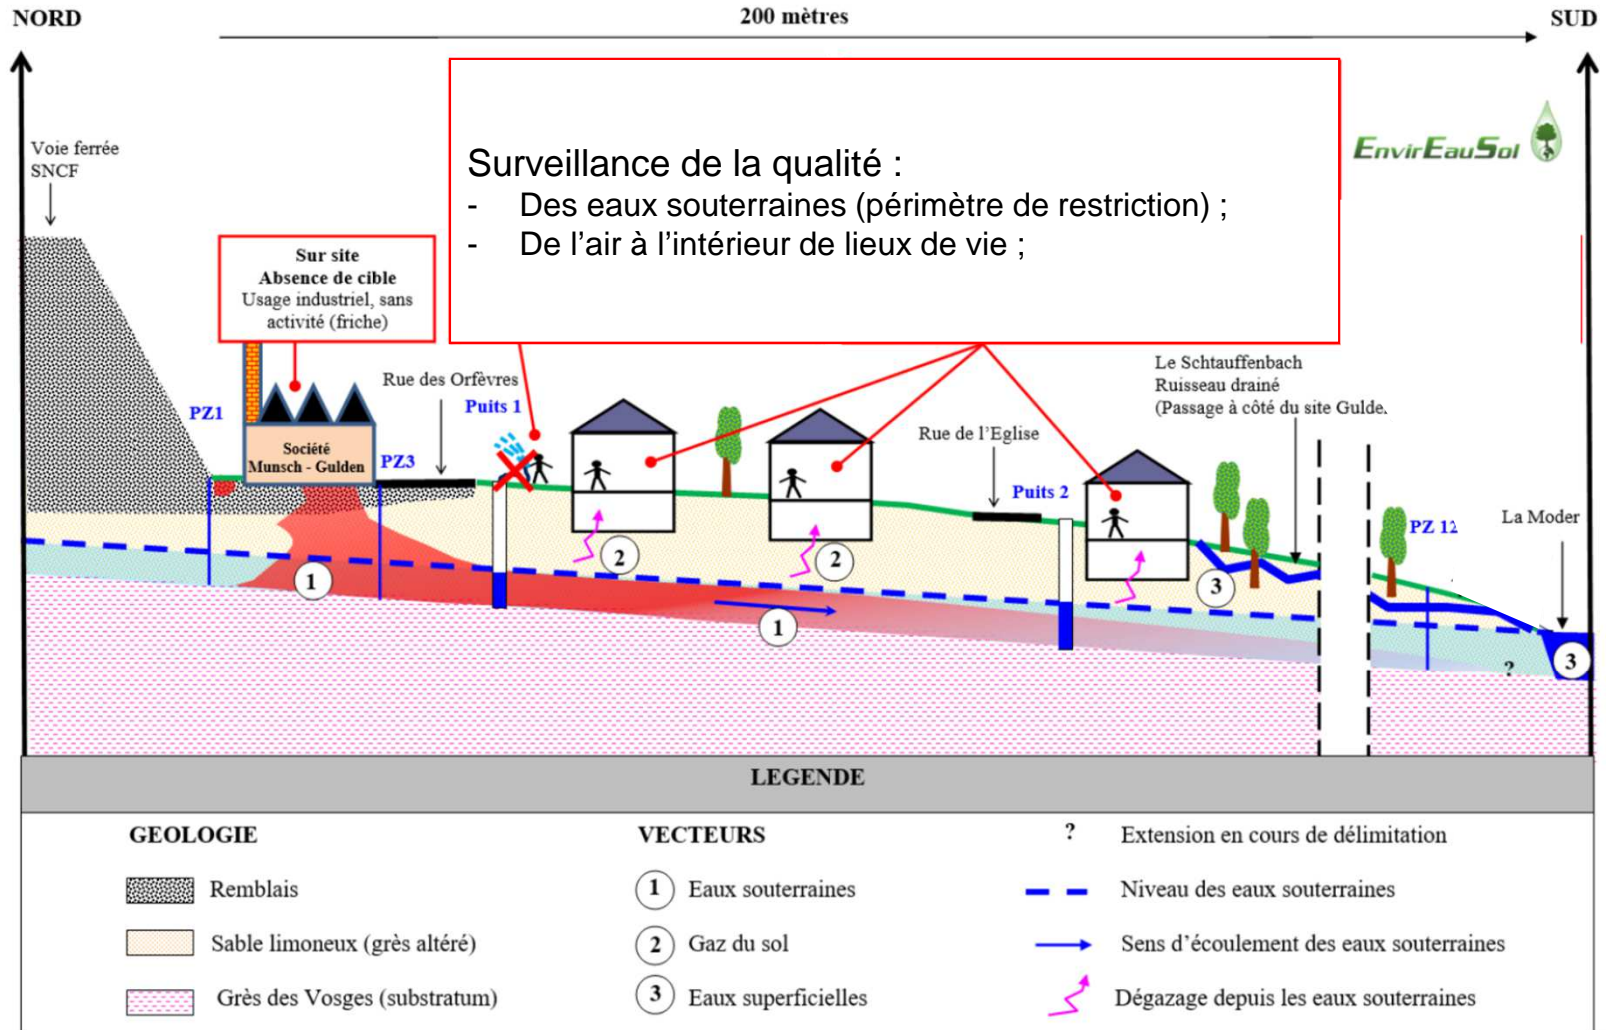 NORD
200 mètres
SUD
EnvirEauSol
Voie ferrée
SNCF
Surveillance de la qualité :
- Des eaux souterraines (périmètre de restriction) ;
- De l’air à l’intérieur de lieux de vie ;
Sur site
Absence de cible
Usage industriel, sans
activité (friche)
Le Schtauffenbach
Ruisseau drainé
(Passage à côté du site Gulde.
Rue des Orfèvres
PZ1
Puits 1
Rue de l’Eglise
Société
Munsch - Gulden
PZ3
Puits 2
La Moder
PZ 12
2
2
1
3
1
3
?
LEGENDE
GEOLOGIE
Remblais
Sable limoneux (grès altéré)
Grès des Vosges (substratum)
VECTEURS
1 Eaux souterraines
2 Gaz du sol
3 Eaux superficielles
? Extension en cours de délimitation
Niveau des eaux souterraines
Sens d’écoulement des eaux souterraines
Dégazage depuis les eaux souterraines